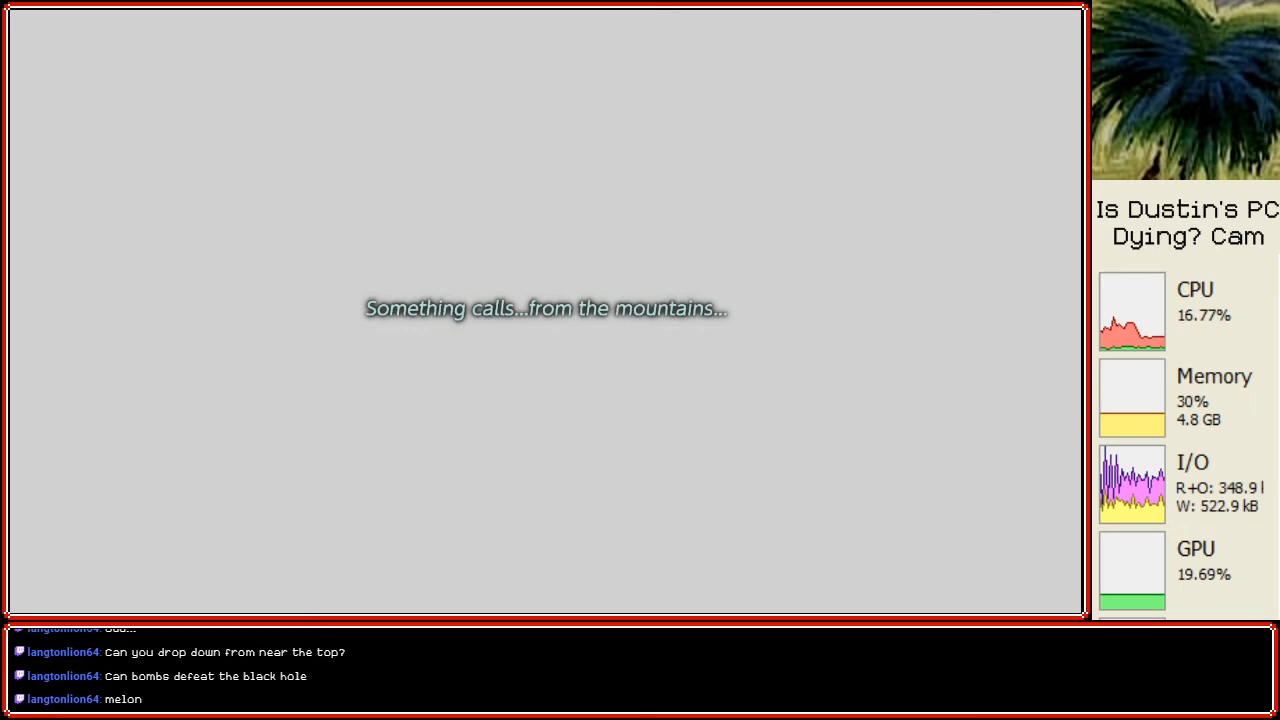 Something calls...from the mountains...
Is Dustin's PC
Dying? Cam
CPU
16.77%
Memory
30%
4.8 GB
I/O
R+O: 348.9
W: 522.9 kB
GPU
19.69%
langtonlion64:
langtonlion64: Can you drop down from near the top?
langtonlion64: Can bombs defeat the black hole
langtonlion64: melon